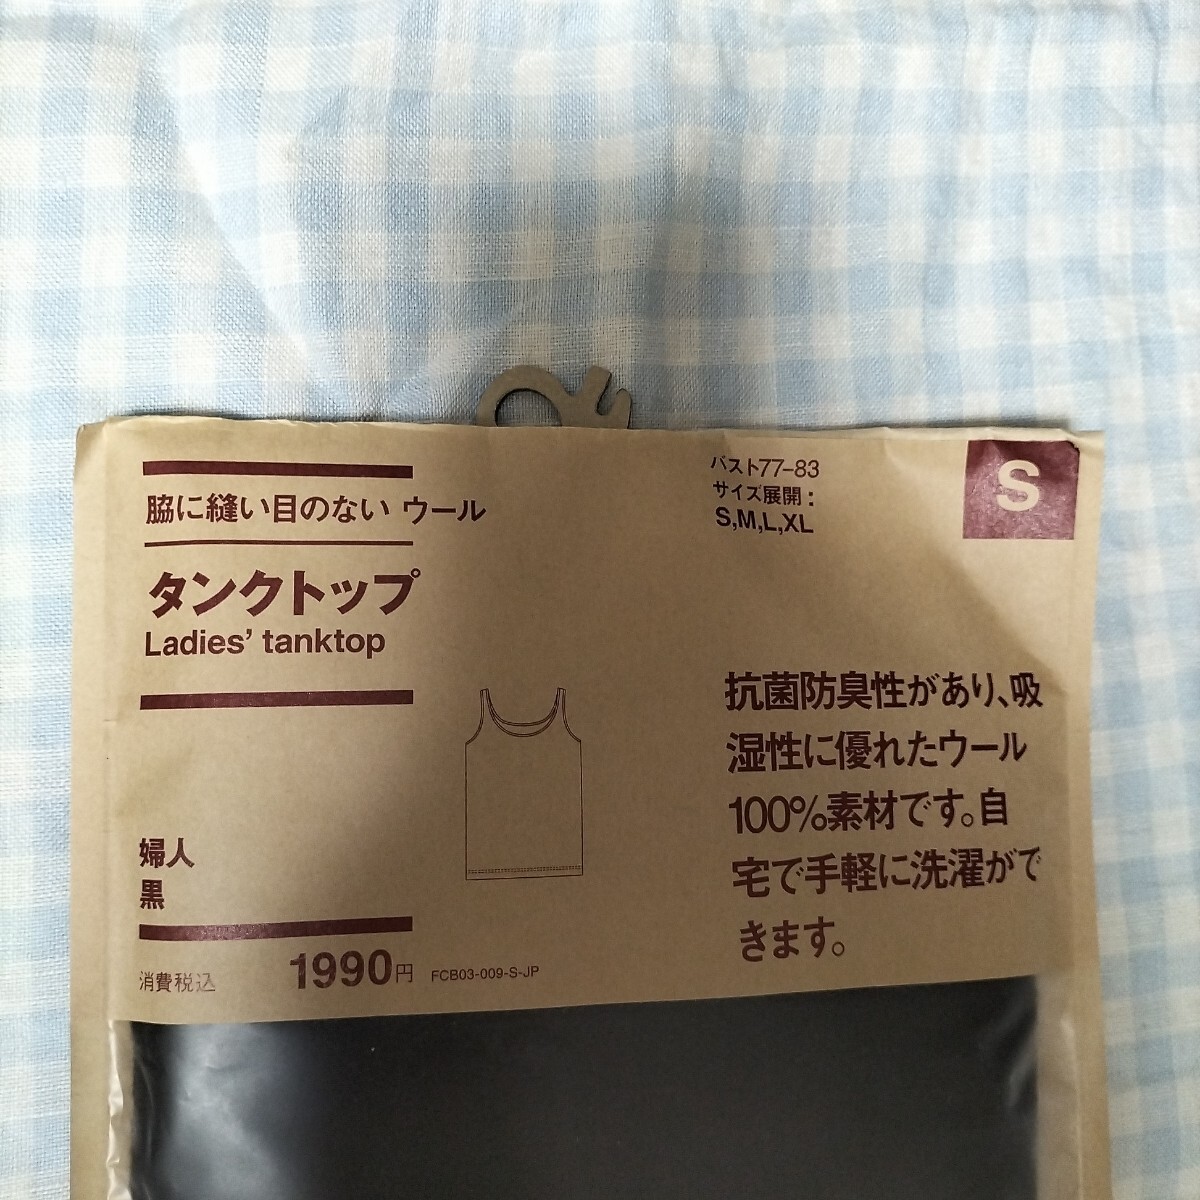 脇に縫い目のない ウール
タンクトップ
Ladies' tanktop
婦人
黒
消費税込 1990円 FCB03-009-S-JP
バスト77-83
サイズ展開：
S,M,L,XL
S
抗菌防臭性があり、吸
湿性に優れたウール
100%素材です。自
宅で手軽に洗濯がで
きます。